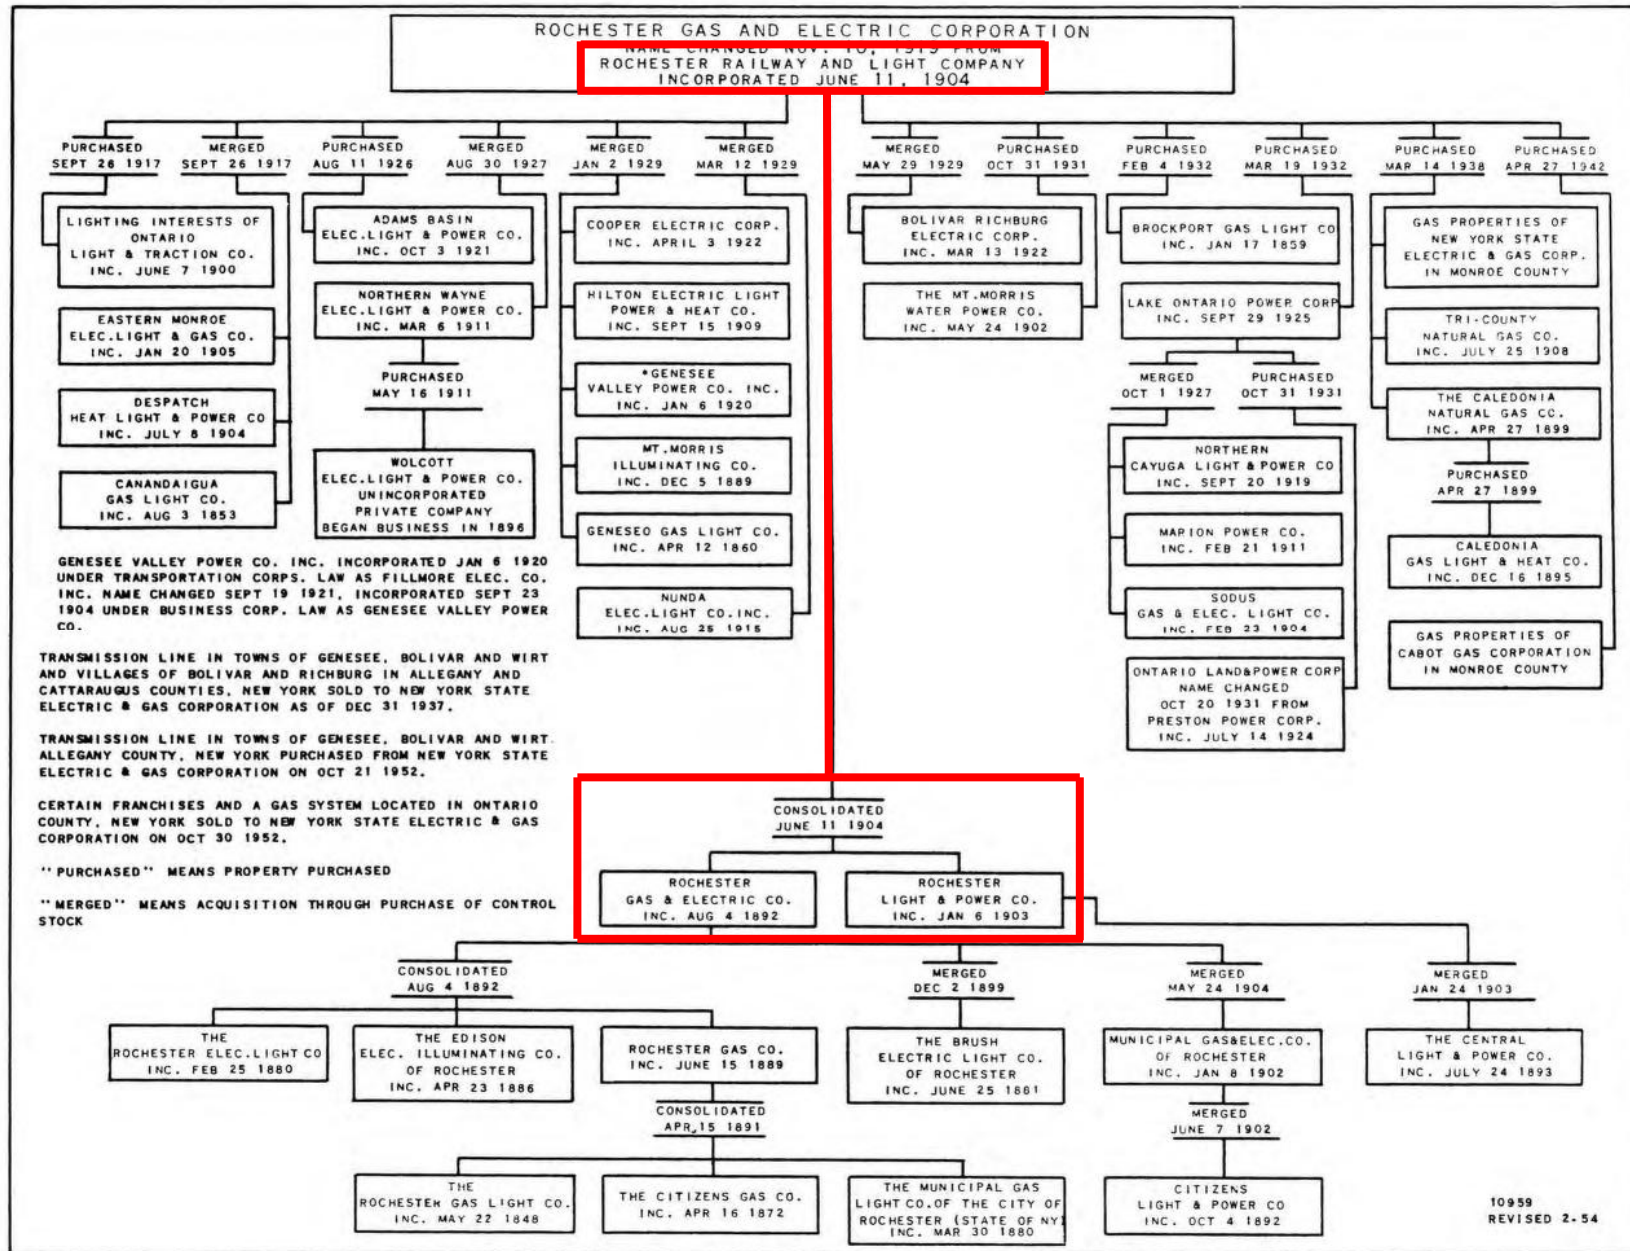 ROCHESTER GAS AND ELECTRIC CORPORATION
NAME CHANGED NOV. 10, 1919 FROM
ROCHESTER RAILWAY AND LIGHT COMPANY
INCORPORATED JUNE 11, 1904
PURCHASED
SEPT 26 1917
MERGED
SEPT 26 1917
PURCHASED
AUG 11 1926
MERGED
AUG 30 1927
MERGED
JAN 2 1929
MERGED
MAR 12 1929
MERGED
MAY 29 1929
PURCHASED
OCT 31 1931
PURCHASED
FEB 4 1932
PURCHASED
MAR 19 1932
PURCHASED
MAR 14 1938
PURCHASED
APR 27 1942
LIGHTING INTERESTS OF
ONTARIO
LIGHT & TRACTION CO.
INC. JUNE 7 1900
EASTERN MONROE
ELEC. LIGHT & GAS CO.
INC. JAN 20 1905
DESPATCH
HEAT LIGHT & POWER CO
INC. JULY 8 1904
CANANDAIGUA
GAS LIGHT CO.
INC. AUG 3 1853
ADAMS BASIN
ELEC. LIGHT & POWER CO.
INC. OCT 3 1921
NORTHERN WAYNE
ELEC. LIGHT & POWER CO.
INC. MAR 6 1911
PURCHASED
MAY 16 1911
WOLCOTT
ELEC. LIGHT & POWER CO.
UNINCORPORATED
PRIVATE COMPANY
BEGAN BUSINESS IN 1896
COOPER ELECTRIC CORP.
INC. APRIL 3 1922
HILTON ELECTRIC LIGHT
POWER & HEAT CO.
INC. SEPT 15 1909
*GENESEE
VALLEY POWER CO. INC.
INC. JAN 6 1920
MT. MORRIS
ILLUMINATING CO.
INC. DEC 5 1889
GENESEO GAS LIGHT CO.
INC. APR 12 1860
NUNDA
ELEC. LIGHT CO. INC.
INC. AUG 25 1915
BOLIVAR RICHBURG
ELECTRIC CORP.
INC. MAR 13 1922
THE MT. MORRIS
WATER POWER CO.
INC. MAY 24 1902
BROCKPORT GAS LIGHT CO
INC. JAN 17 1859
LAKE ONTARIO POWER CORP
INC. SEPT 29 1925
MERGED
OCT 1 1927
PURCHASED
OCT 31 1931
NORTHERN
CAYUGA LIGHT & POWER CO
INC. SEPT 20 1919
MARION POWER CO.
INC. FEB 21 1911
SODUS
GAS & ELEC. LIGHT CO.
INC. FEB 23 1904
ONTARIO LAND&POWER CORP
NAME CHANGED
OCT 20 1931 FROM
PRESTON POWER CORP.
INC. JULY 14 1924
GAS PROPERTIES OF
NEW YORK STATE
ELECTRIC & GAS CORP.
IN MONROE COUNTY
TRI-COUNTY
NATURAL GAS CO.
INC. JULY 25 1908
THE CALEDONIA
NATURAL GAS CO.
INC. APR 27 1899
PURCHASED
APR 27 1899
CALEDONIA
GAS LIGHT & HEAT CO.
INC. DEC 16 1895
GAS PROPERTIES OF
CABOT GAS CORPORATION
IN MONROE COUNTY
GENESEE VALLEY POWER CO. INC. INCORPORATED JAN 6 1920
UNDER TRANSPORTATION CORPS. LAW AS FILLMORE ELEC. CO.
INC. NAME CHANGED SEPT 19 1921, INCORPORATED SEPT 23
1904 UNDER BUSINESS CORP. LAW AS GENESEE VALLEY POWER
CO.
TRANSMISSION LINE IN TOWNS OF GENESEE, BOLIVAR AND WIRT
AND VILLAGES OF BOLIVAR AND RICHBURG IN ALLEGANY AND
CATTARAUGUS COUNTIES, NEW YORK SOLD TO NEW YORK STATE
ELECTRIC & GAS CORPORATION AS OF DEC 31 1937.
TRANSMISSION LINE IN TOWNS OF GENESEE, BOLIVAR AND WIRT
ALLEGANY COUNTY, NEW YORK PURCHASED FROM NEW YORK STATE
ELECTRIC & GAS CORPORATION ON OCT 21 1952.
CERTAIN FRANCHISES AND A GAS SYSTEM LOCATED IN ONTARIO
COUNTY, NEW YORK SOLD TO NEW YORK STATE ELECTRIC & GAS
CORPORATION ON OCT 30 1952.
"PURCHASED" MEANS PROPERTY PURCHASED
"MERGED" MEANS ACQUISITION THROUGH PURCHASE OF CONTROL
STOCK
CONSOLIDATED
JUNE 11 1904
ROCHESTER
GAS & ELECTRIC CO.
INC. AUG 4 1892
ROCHESTER
LIGHT & POWER CO.
INC. JAN 6 1903
CONSOLIDATED
AUG 4 1892
MERGED
DEC 2 1899
MERGED
MAY 24 1904
MERGED
JAN 24 1903
THE
ROCHESTER ELEC. LIGHT CO
INC. FEB 25 1880
THE EDISON
ELEC. ILLUMINATING CO.
OF ROCHESTER
INC. APR 23 1886
ROCHESTER GAS CO.
INC. JUNE 15 1889
THE BRUSH
ELECTRIC LIGHT CO.
OF ROCHESTER
INC. JUNE 25 1881
MUNICIPAL GAS&ELEC. CO.
OF ROCHESTER
INC. JAN 8 1902
THE CENTRAL
LIGHT & POWER CO.
INC. JULY 24 1893
CONSOLIDATED
APR. 15 1891
MERGED
JUNE 7 1902
THE
ROCHESTER GAS LIGHT CO.
INC. MAY 22 1848
THE CITIZENS GAS CO.
INC. APR 16 1872
THE MUNICIPAL GAS
LIGHT CO. OF THE CITY OF
ROCHESTER (STATE OF NY)
INC. MAR 30 1880
CITIZENS
LIGHT & POWER CO
INC. OCT 4 1892
10959
REVISED 2-54